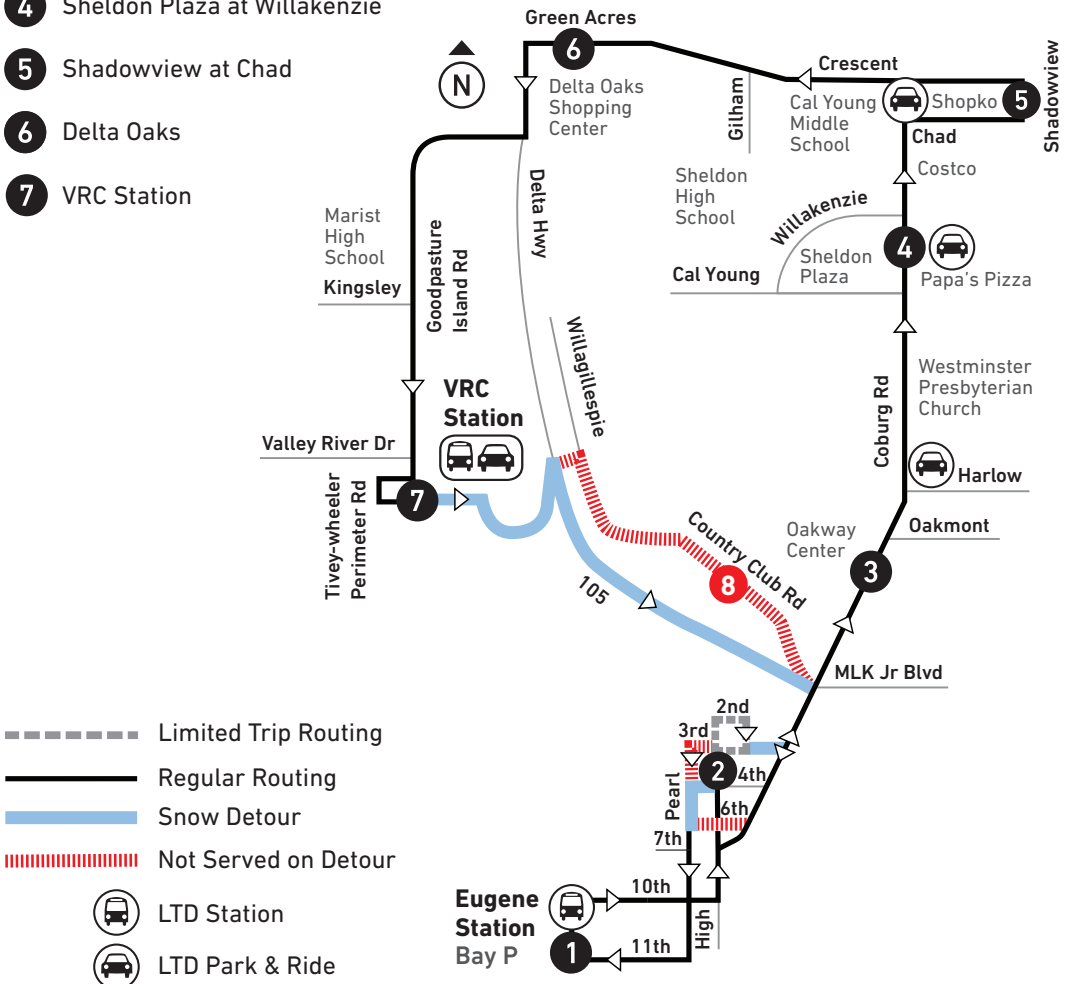 4 Sheldon Plaza at Willakenzie
5 Shadowview at Chad
6 Delta Oaks
7 VRC Station
N
Green Acres
6
Delta Oaks
Shopping
Center
Crescent
Gilham
Cal Young
Middle
School
Shopko
5
Shadowview
Chad
Costco
Sheldon
High
School
Willakenzie
4
Sheldon
Plaza
Cal Young
Papa's Pizza
Delta Hwy
Marist
High
School
Kingsley
Goodpasture
Island Rd
Willagillespie
VRC
Station
Westminster
Presbyterian
Church
Coburg Rd
Valley River Dr
Harlow
7
Tivey-wheeler
Perimeter Rd
Country Club Rd
Oakway
Center
Oakmont
3
8
105
MLK Jr Blvd
2nd
3rd
2
4th
Pearl
6th
7th
10th
Eugene
Station
Bay P
1
11th
High
Limited Trip Routing
Regular Routing
Snow Detour
Not Served on Detour
LTD Station
LTD Park & Ride